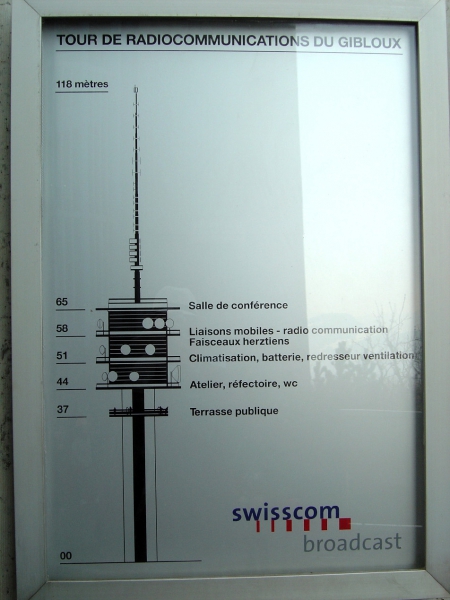 TOUR DE RADIOCOMMUNICATIONS DU GIBLOUX
118 mètres
65 Salle de conférence
58 Liaisons mobiles - radio communication
Faisceaux herztiens
51 Climatisation, batterie, redresseur ventilation
44 Atelier, réfectoire, wc
37 Terrasse publique
swisscom
broadcast
00